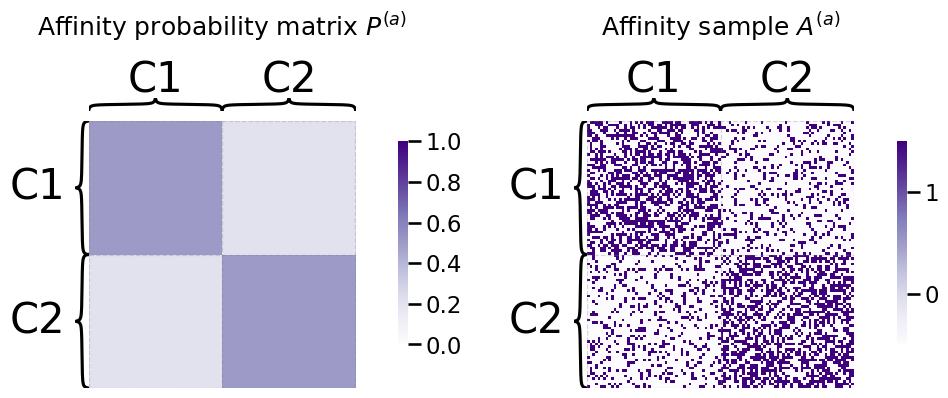 Affinity probability matrix P^(a)
C1 C2
C1
C2
1.0
0.8
0.6
0.4
0.2
0.0
Affinity sample A^(a)
C1 C2
C1
C2
1
0